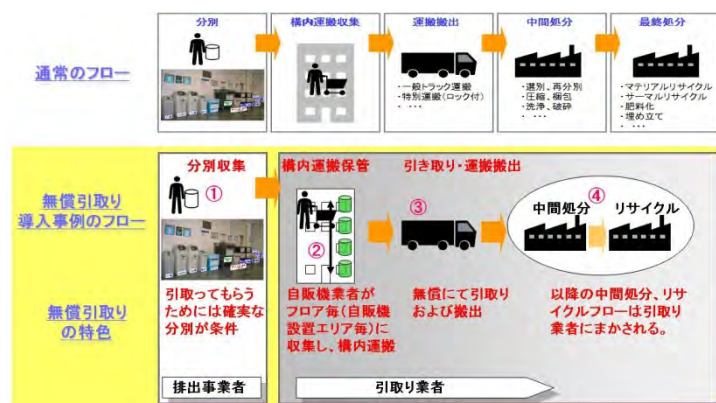 分別
構内運搬収集
運搬搬出
中間処分
最終処分
通常のフロー
・一般トラック運搬
・特別運搬(ロック付)
・ ・・・
・選別、再分別
・圧縮、梱包
・洗浄、破砕
・ ・・・
・マテリアルリサイクル
・サーマルリサイクル
・肥料化
・埋め立て
・ ・・・
無償引取り
導入事例のフロー
分別収集
構内運搬保管
引き取り・運搬搬出
①
②
③
④
中間処分
リサイクル
無償引取り
の特色
引取ってもらう
ためには確実な
分別が条件
自販機業者が
フロア毎(自販機
設置エリア毎)に
収集し、構内運搬
無償にて引取り
および搬出
以降の中間処分、リサ
イクルフローは引取り
業者にまかされる。
排出事業者
引取り業者